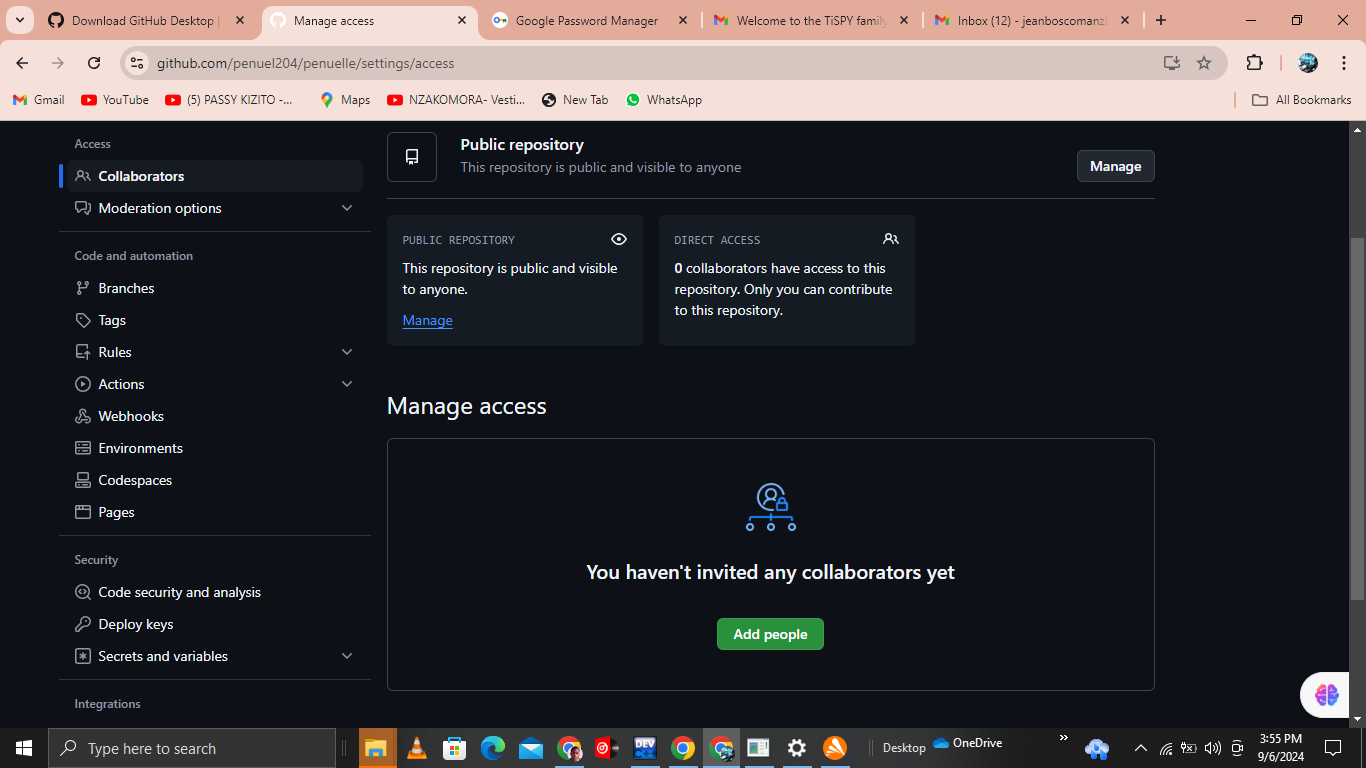 Download GitHub Desktop |
Manage access
Google Password Manager
Welcome to the TiSPY family
Inbox (12) - jeanboscomanzi
github.com/penuel204/penuelle/settings/access
Gmail
YouTube
(5) PASSY KIZITO -...
Maps
NZAKOMORA- Vesti...
New Tab
WhatsApp
All Bookmarks
Access
Collaborators
Moderation options
Code and automation
Branches
Tags
Rules
Actions
Webhooks
Environments
Codespaces
Pages
Security
Code security and analysis
Deploy keys
Secrets and variables
Integrations
Public repository
This repository is public and visible to anyone
Manage
PUBLIC REPOSITORY
This repository is public and visible
to anyone.
Manage
DIRECT ACCESS
0 collaborators have access to this
repository. Only you can contribute
to this repository.
Manage access
You haven't invited any collaborators yet
Add people
Type here to search
DEV
Desktop
OneDrive
3:55 PM
9/6/2024